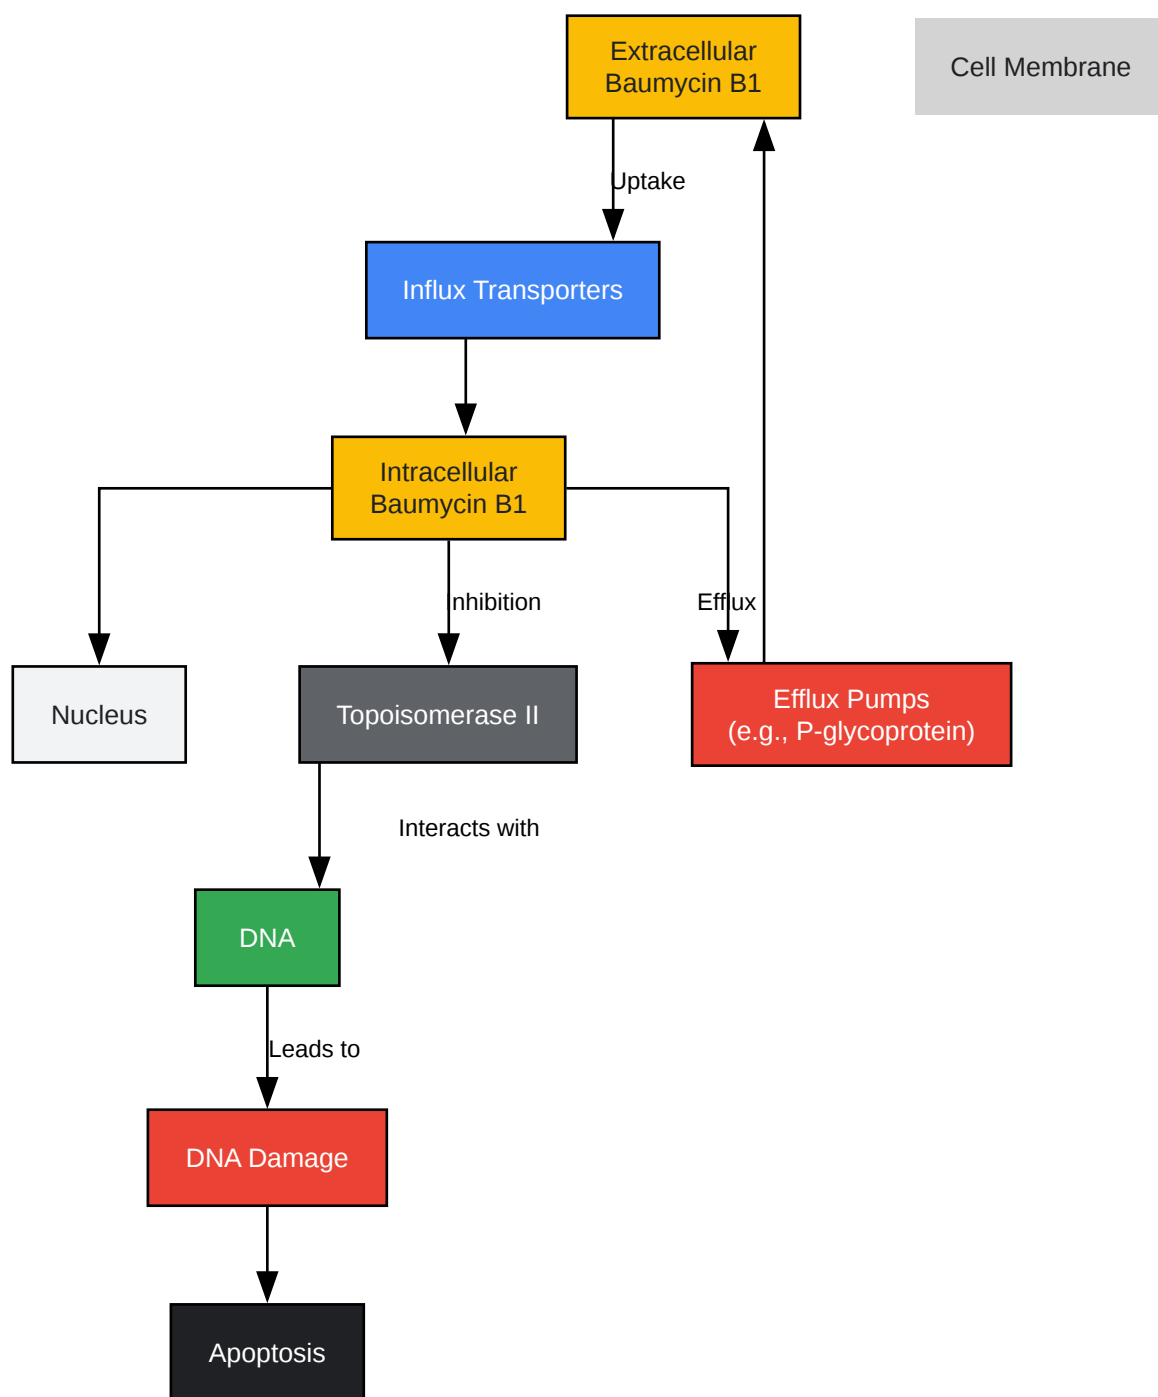 Extracellular
Baumycin B1
Cell Membrane
Uptake
Influx Transporters
Intracellular
Baumycin B1
Inhibition
Efflux
Nucleus
Topoisomerase II
Efflux Pumps
(e.g., P-glycoprotein)
Interacts with
DNA
Leads to
DNA Damage
Apoptosis